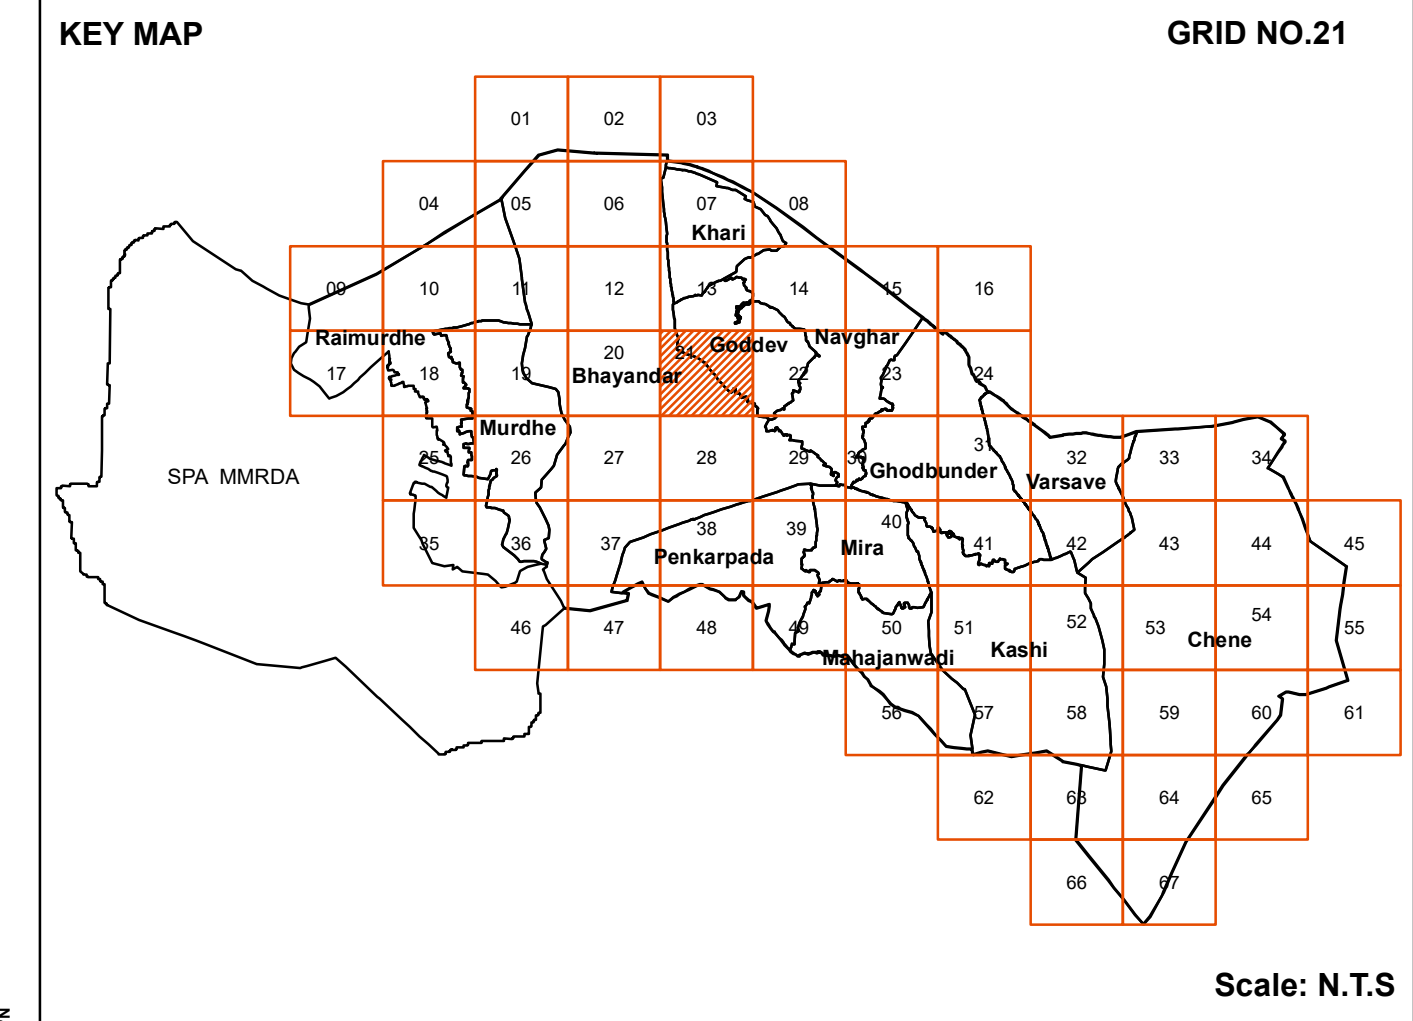 KEY MAP GRID NO.21
01 02 03
04 05 06 07 08
Khari
09 10 11 12 13 14 15 16
Raimurdhe Goddev Navghar
17 18 19 20 21 22 23 24
Bhayandar
Murdhe
25 26 27 28 29 30 31 32 33 34
SPA MMRDA Ghodbunder Varsave
35 36 37 38 39 40 41 42 43 44 45
Penkarpada Mira
46 47 48 49 50 51 52 53 54 55
Mahajanwadi Kashi Chene
56 57 58 59 60 61
62 63 64 65
66 67
Scale: N.T.S
N